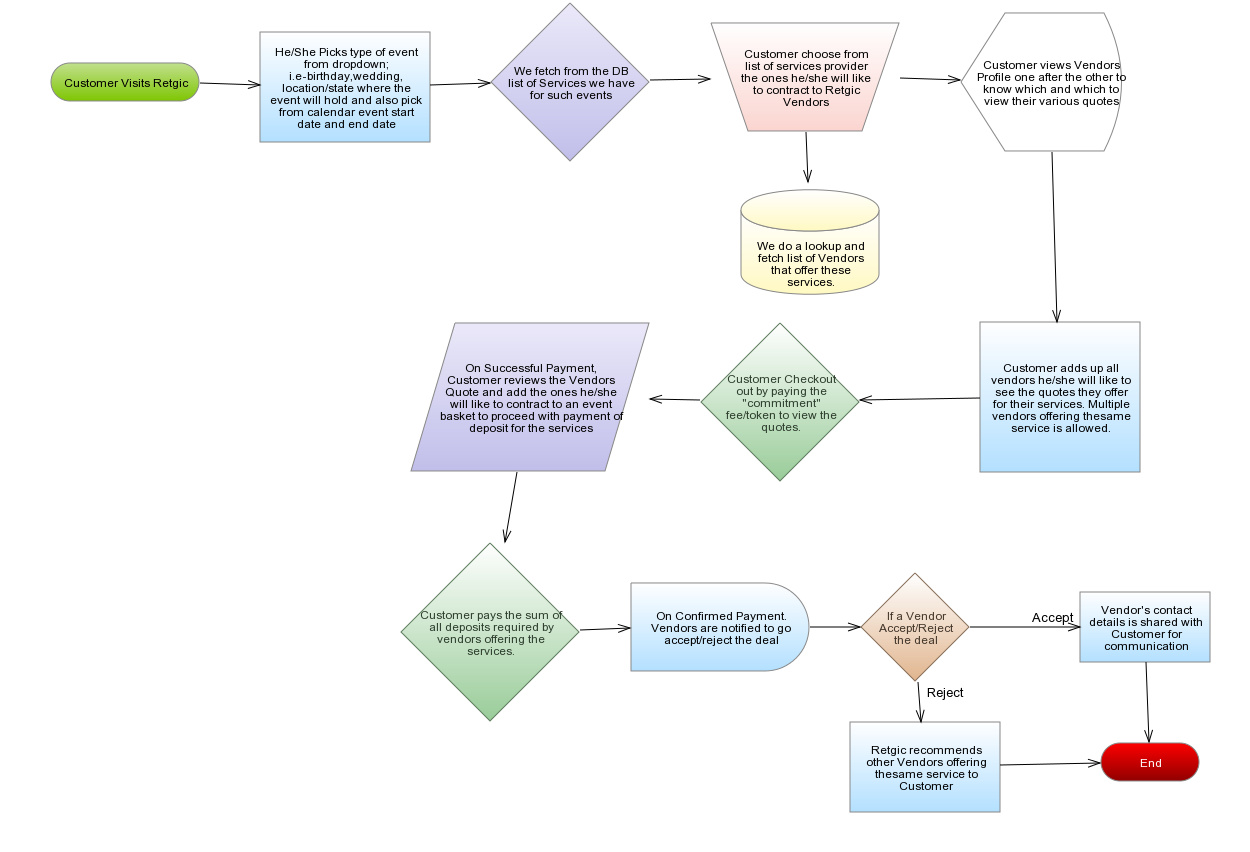 Customer Visits Retgic
He/She Picks type of event
from dropdown;
i.e-birthday,wedding,
location/state where the
event will hold and also pick
from calendar event start
date and end date
We fetch from the DB
list of Services we have
for such events
Customer choose from
list of services provider
the ones he/she will like
to contract to Retgic
Vendors
Customer views Vendors
Profile one after the other to
know which and which to
view their various quotes
We do a lookup and
fetch list of Vendors
that offer these
services.
Customer adds up all
vendors he/she will like to
see the quotes they offer
for their services. Multiple
vendors offering thesame
service is allowed.
Customer Checkout
out by paying the
"commitment"
fee/token to view the
quotes.
On Successful Payment,
Customer reviews the Vendors
Quote and add the ones he/she
will like to contract to an event
basket to proceed with payment of
deposit for the services
Customer pays the sum of
all deposits required by
vendors offering the
services.
On Confirmed Payment.
Vendors are notified to go
accept/reject the deal
If a Vendor
Accept/Reject
the deal
Accept
Vendor's contact
details is shared with
Customer for
communication
Reject
Retgic recommends
other Vendors offering
thesame service to
Customer
End